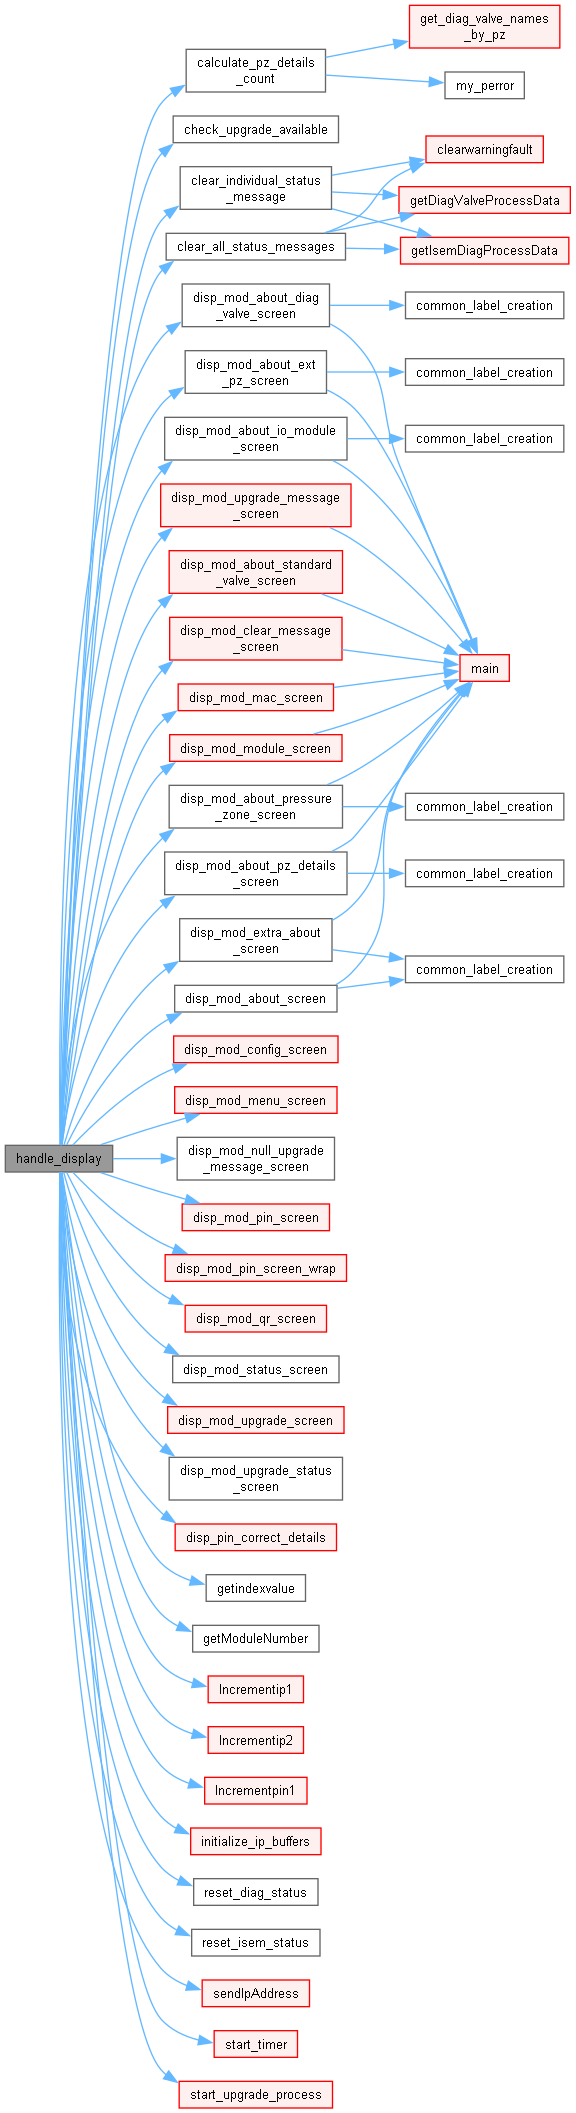 get_diag_valve_names
_by_pz
calculate_pz_details
_count
my_perror
check_upgrade_available
clearwarningfault
clear_individual_status
_message
getDiagValveProcessData
clear_all_status_messages
getIsemDiagProcessData
disp_mod_about_diag
_valve_screen
common_label_creation
disp_mod_about_ext
_pz_screen
common_label_creation
disp_mod_about_io_module
_screen
common_label_creation
disp_mod_upgrade_message
_screen
disp_mod_about_standard
_valve_screen
disp_mod_clear_message
_screen
main
disp_mod_mac_screen
disp_mod_module_screen
disp_mod_about_pressure
_zone_screen
common_label_creation
disp_mod_about_pz_details
_screen
common_label_creation
disp_mod_extra_about
_screen
common_label_creation
disp_mod_about_screen
disp_mod_config_screen
disp_mod_menu_screen
handle_display
disp_mod_null_upgrade
_message_screen
disp_mod_pin_screen
disp_mod_pin_screen_wrap
disp_mod_qr_screen
disp_mod_status_screen
disp_mod_upgrade_screen
disp_mod_upgrade_status
_screen
disp_pin_correct_details
getindexvalue
getModuleNumber
Incrementip1
Incrementip2
Incrementpin1
initialize_ip_buffers
reset_diag_status
reset_isem_status
sendIpAddress
start_timer
start_upgrade_process